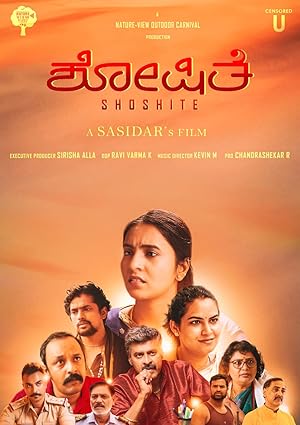 A
NATURE-VIEW OUTDOOR CARNIVAL
PRODUCTION
CENSORED
U
ಶೋಷಿತೆ
SHOSHITE
A SASIDAR's FILM
EXECUTIVE PRODUCER SIRISHA ALLA DOP RAVI VARMA K MUSIC DIRECTOR KEVIN M PRO CHANDRASHEKAR R